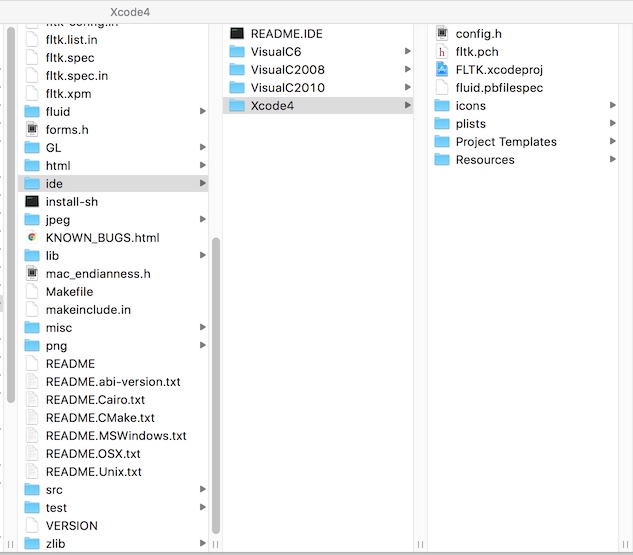 Xcode4
fltk-config.in
fltk.list.in
fltk.spec
fltk.spec.in
fltk.xpm
fluid
forms.h
GL
html
ide
install-sh
jpeg
KNOWN_BUGS.html
lib
mac_endianness.h
Makefile
makeinclude.in
misc
png
README
README.abi-version.txt
README.Cairo.txt
README.CMake.txt
README.MSWindows.txt
README.OSX.txt
README.Unix.txt
src
test
VERSION
zlib
README.IDE
VisualC6
VisualC2008
VisualC2010
Xcode4
config.h
fltk.pch
FLTK.xcodeproj
fluid.pbfilespec
icons
plists
Project Templates
Resources